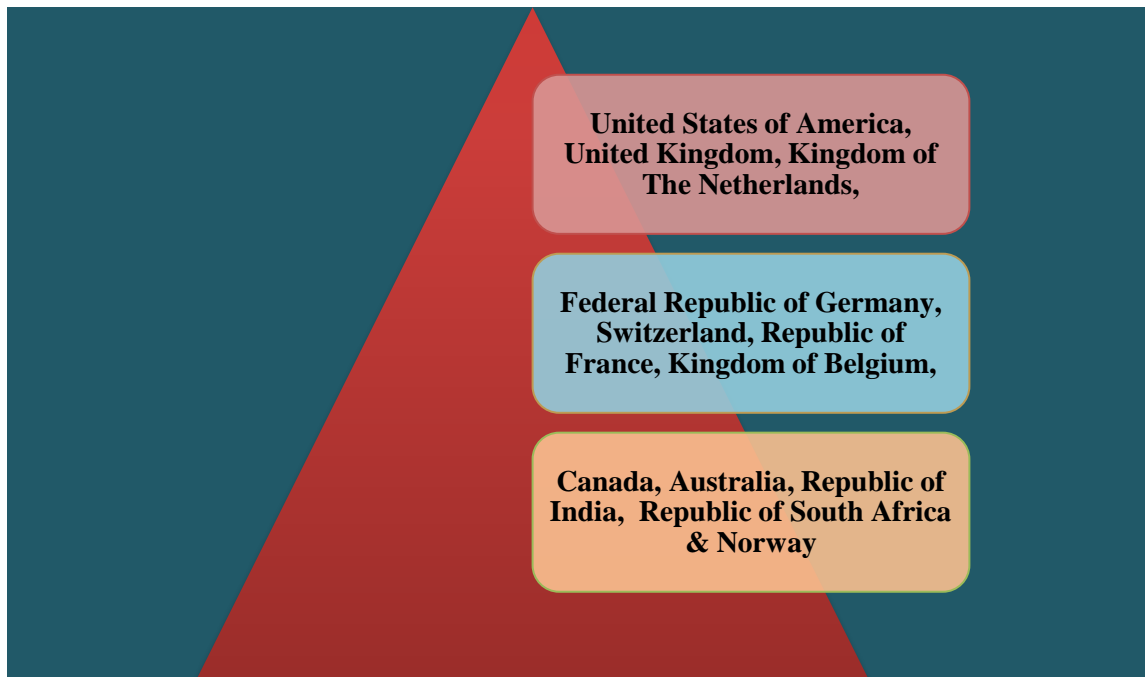 United States of America,
United Kingdom, Kingdom of
The Netherlands,
Federal Republic of Germany,
Switzerland, Republic of
France, Kingdom of Belgium,
Canada, Australia, Republic of
India,  Republic of South Africa
& Norway